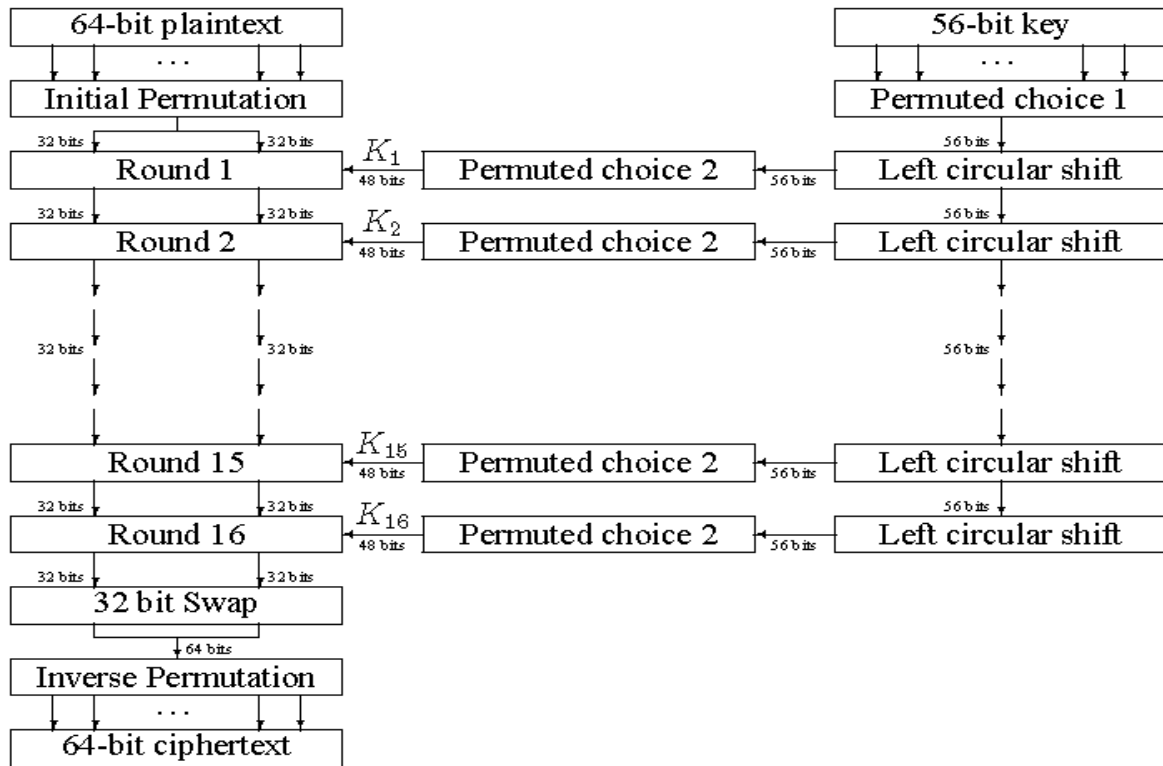 64-bit plaintext 56-bit key
... ...
Initial Permutation Permuted choice 1
32 bits 32 bits 56 bits
Round 1 K1 48 bits Permuted choice 2 56 bits Left circular shift
32 bits 32 bits 56 bits
Round 2 K2 48 bits Permuted choice 2 56 bits Left circular shift
32 bits 32 bits 56 bits
Round 15 K15 48 bits Permuted choice 2 56 bits Left circular shift
32 bits 32 bits 56 bits
Round 16 K16 48 bits Permuted choice 2 56 bits Left circular shift
32 bits 32 bits
32 bit Swap
64 bits
Inverse Permutation
...
64-bit ciphertext